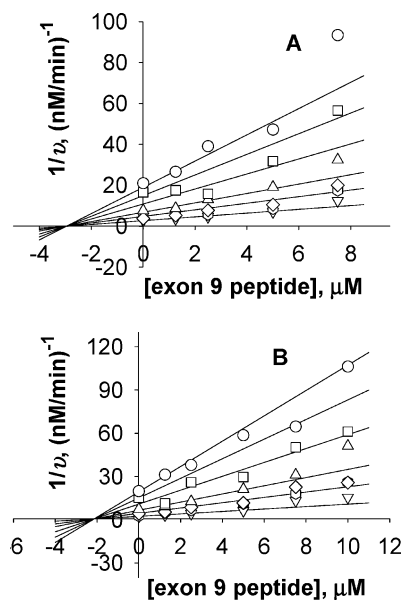 100
A
80
1/υ, (nM/min)⁻¹
60
40
20
0
-4 -2 0 2 4 6 8
-20
[exon 9 peptide], μM
120
B
90
1/υ, (nM/min)⁻¹
60
30
0
6 -4 -2 0 2 4 6 8 10 12
-30
[exon 9 peptide], μM